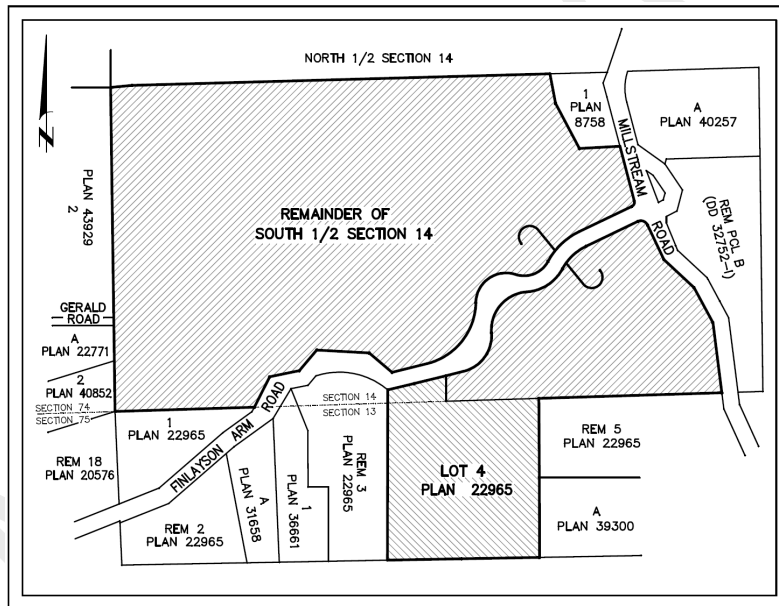 NORTH 1/2 SECTION 14
N
1
PLAN
8758
A
PLAN 40257
MILLSTREAM
ROAD
PLAN 43929
2
REMAINDER OF
SOUTH 1/2 SECTION 14
REM PCL B
(DD 32752-I)
GERALD
ROAD
A
PLAN 22771
2
PLAN 40852
SECTION 74
SECTION 75
SECTION 14
SECTION 13
1
PLAN 22965
FINLAYSON ARM ROAD
REM 18
PLAN 20576
REM 2
PLAN 22965
A
PLAN 31658
1
PLAN 36661
REM 3
PLAN 22965
LOT 4
PLAN 22965
REM 5
PLAN 22965
A
PLAN 39300